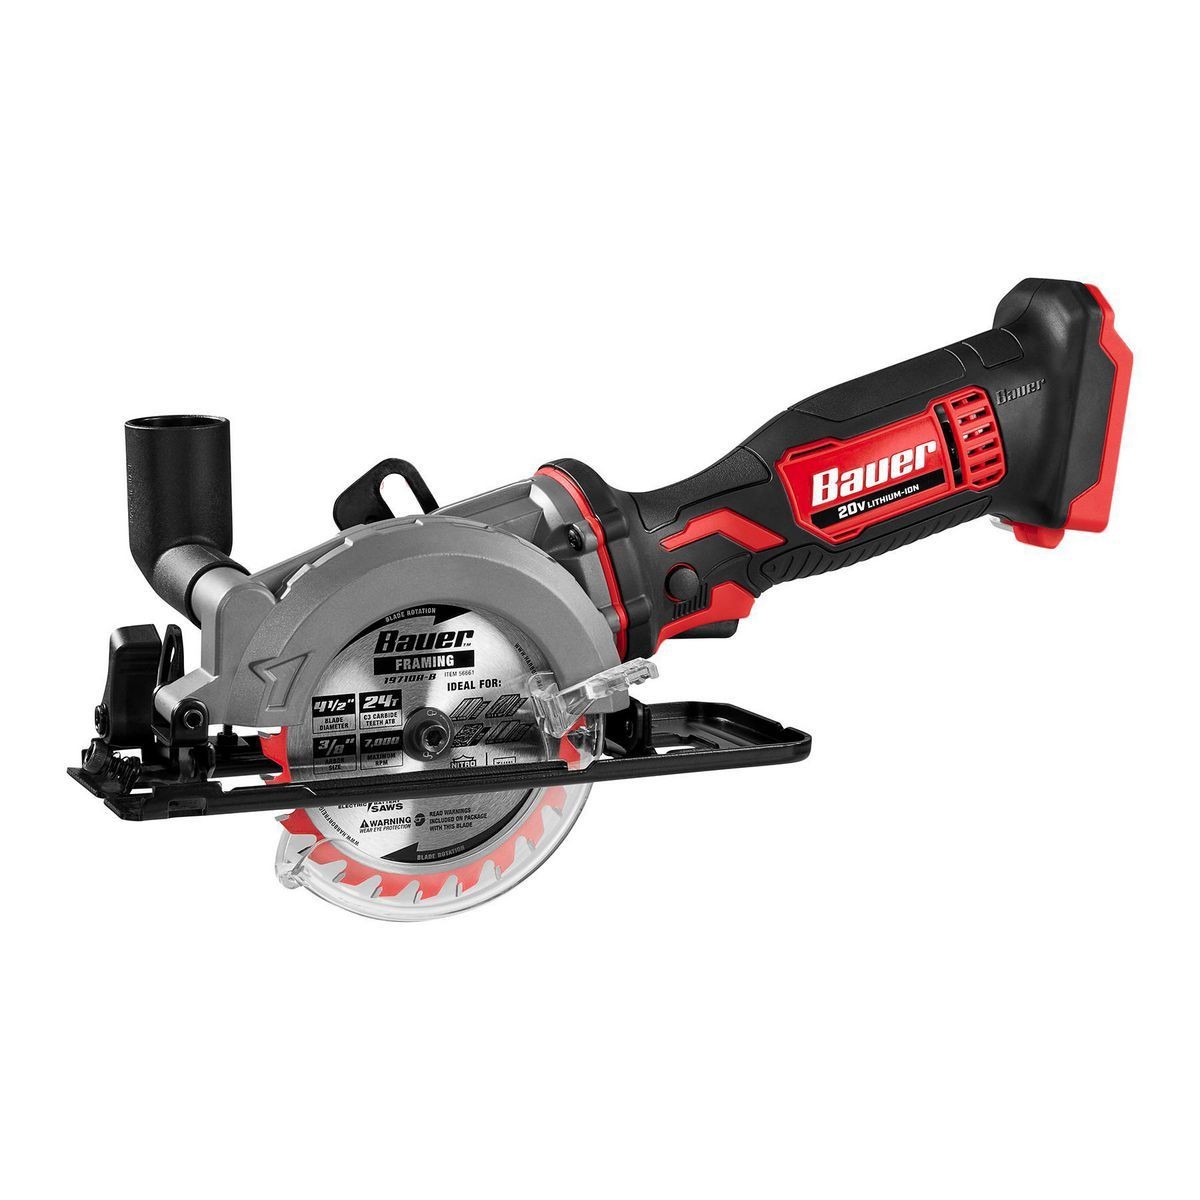 Bauer
Bauer
20V LITHIUM-ION
BLADE ROTATION
Bauer
FRAMING
19710A-B
ITEM 56661
IDEAL FOR:
4 1/2"
BLADE
DIAMETER
24T
C3 CARBIDE
TEETH ATB
3/8"
ARBOR
SIZE
7,000
MAXIMUM
RPM
NITRO
ELECTRIC
SAWS
WARNING
WEAR EYE PROTECTION
READ WARNINGS
INCLUDED ON PACKAGE
WITH THIS BLADE
BLADE ROTATION